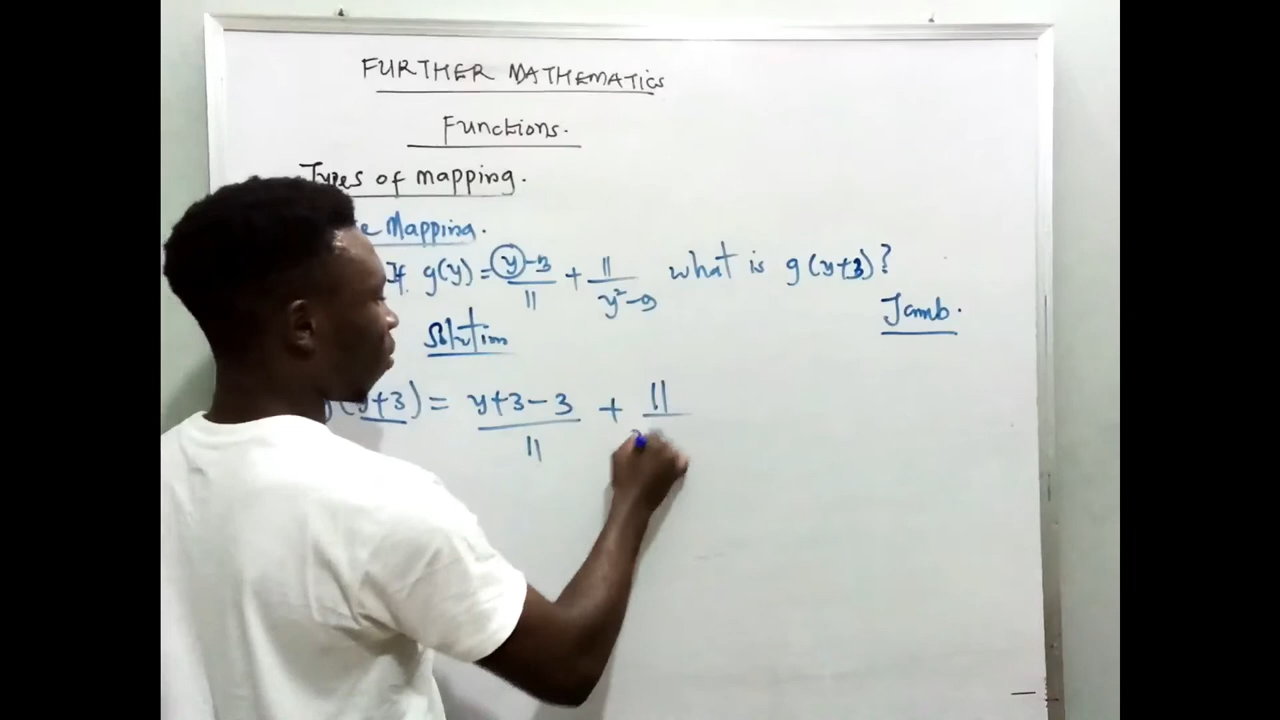 FURTHER MATHEMATICS
Functions.
Types of mapping.
Mapping.
If g(y) = y-3/11 + 11/y²-9 what is g(y+3)?
Jamb.
Solution
(y+3) = y+3-3/11 + 11